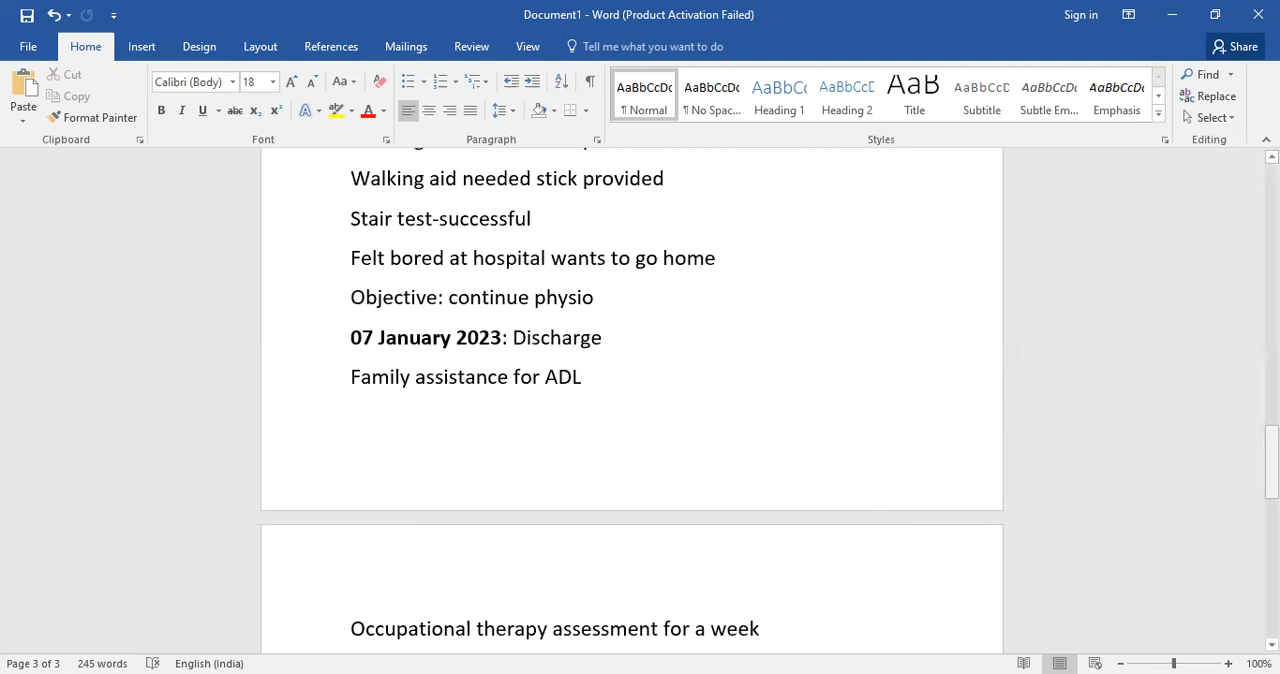 Document1 - Word (Product Activation Failed)
Sign in
File Home Insert Design Layout References Mailings Review View Tell me what you want to do Share
Paste
Cut
Copy
Format Painter
Clipboard
Calibri (Body) 18
Font
Paragraph
AaBbCcDc ¶ Normal
AaBbCcDc ¶ No Spac...
AaBbCc Heading 1
AaBbCcD Heading 2
AaB Title
AaBbCcD Subtitle
AaBbCcDc Subtle Em...
AaBbCcDc Emphasis
Styles
Find
Replace
Select
Editing
Walking aid needed stick provided
Stair test-successful
Felt bored at hospital wants to go home
Objective: continue physio
07 January 2023: Discharge
Family assistance for ADL
Occupational therapy assessment for a week
Page 3 of 3 245 words English (India) 100%